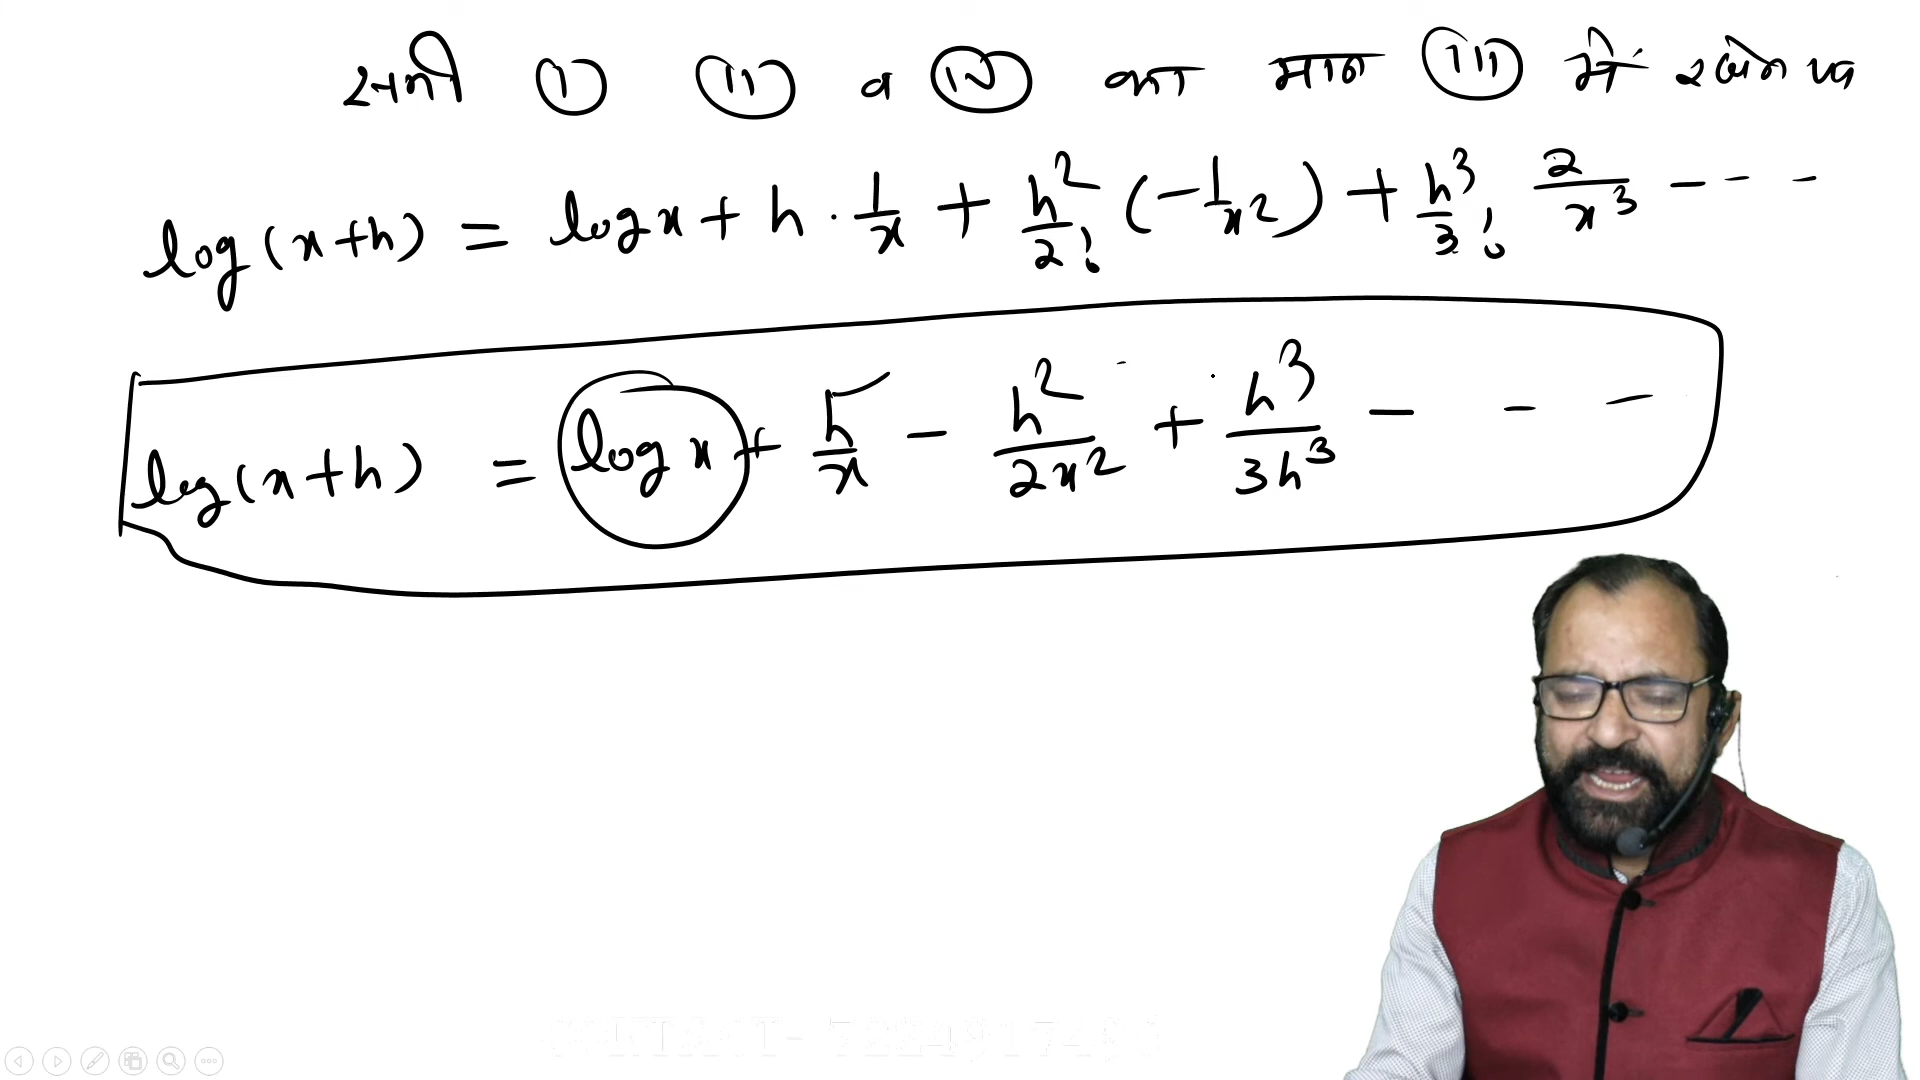 समी (I) (II) व (IV) का मान (III) में रखने पर
log(x+h) = log x + h · 1/x + h²/2! (-1/x²) + h³/3! 2/x³ - - - -
log(x+h) = log x + h/x - h²/2x² + h³/3h³ - - - -